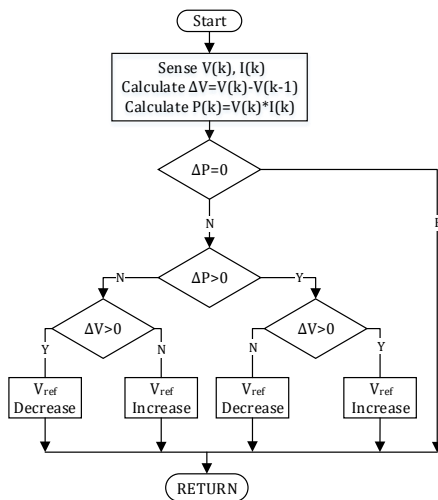 Start
Sense V(k), I(k)
Calculate ΔV=V(k)-V(k-1)
Calculate P(k)=V(k)*I(k)
ΔP=0
N
ΔP>0
N
Y
ΔV>0
ΔV>0
Y
N
N
Y
Vref
Decrease
Vref
Increase
Vref
Decrease
Vref
Increase
RETURN